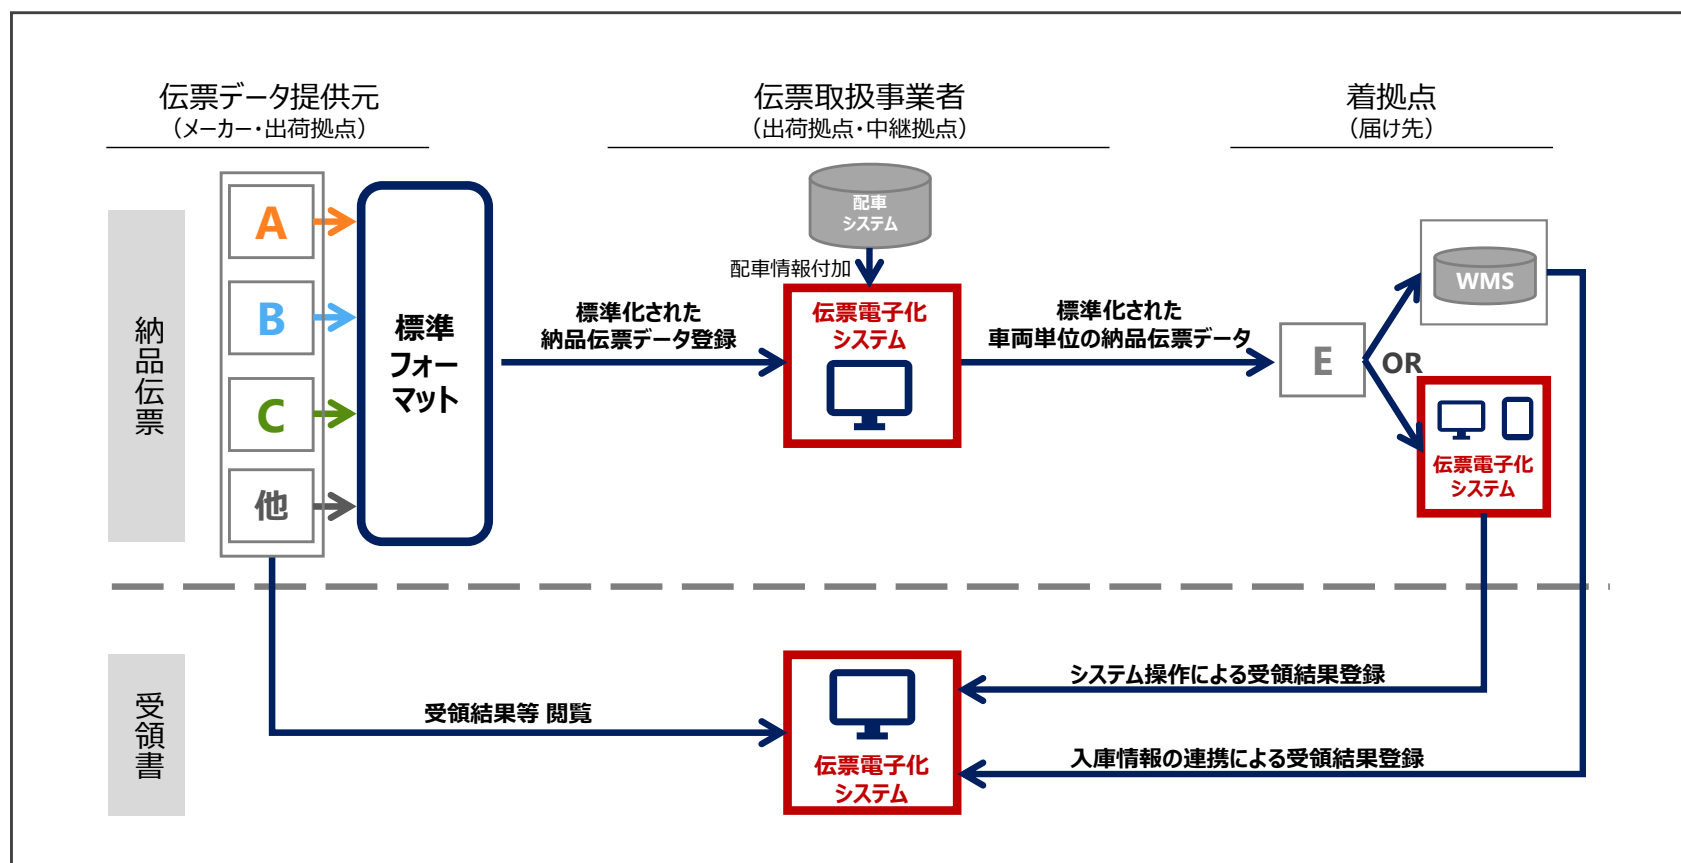 伝票データ提供元
（メーカー・出荷拠点）
伝票取扱事業者
（出荷拠点・中継拠点）
着拠点
（届け先）
納品伝票
A
B
C
他
標準
フォー
マット
標準化された
納品伝票データ登録
配車
システム
配車情報付加
伝票電子化
システム
標準化された
車両単位の納品伝票データ
E
OR
WMS
伝票電子化
システム
受領書
受領結果等 閲覧
伝票電子化
システム
システム操作による受領結果登録
入庫情報の連携による受領結果登録